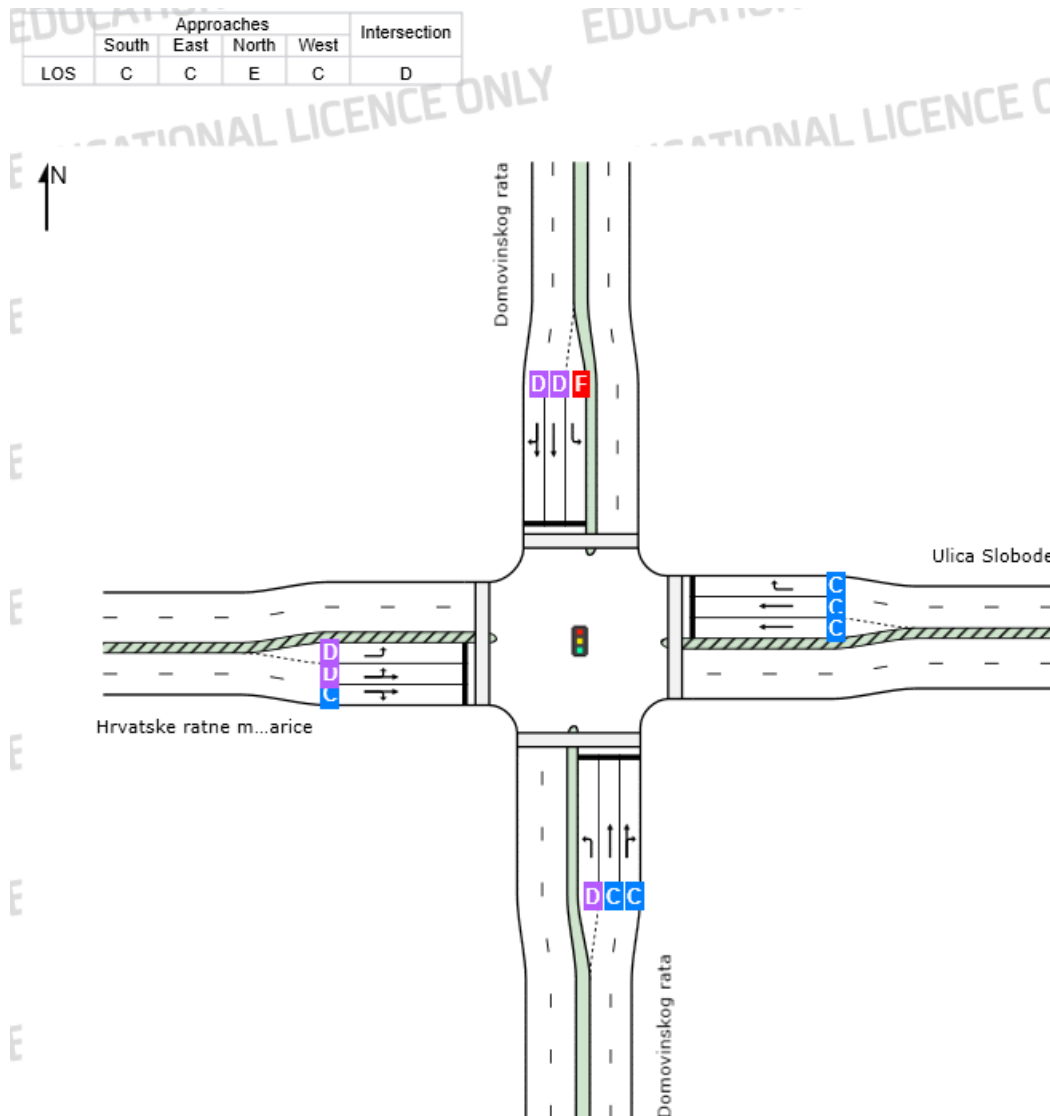 EDUCATIONAL LICENCE ONLY
Approaches
Intersection
South East North West
LOS C C E C D
N
Domovinskog rata
D D F
Ulica Slobode
C
C
C
D
D
C
Hrvatske ratne m...arice
D C C
Domovinskog rata